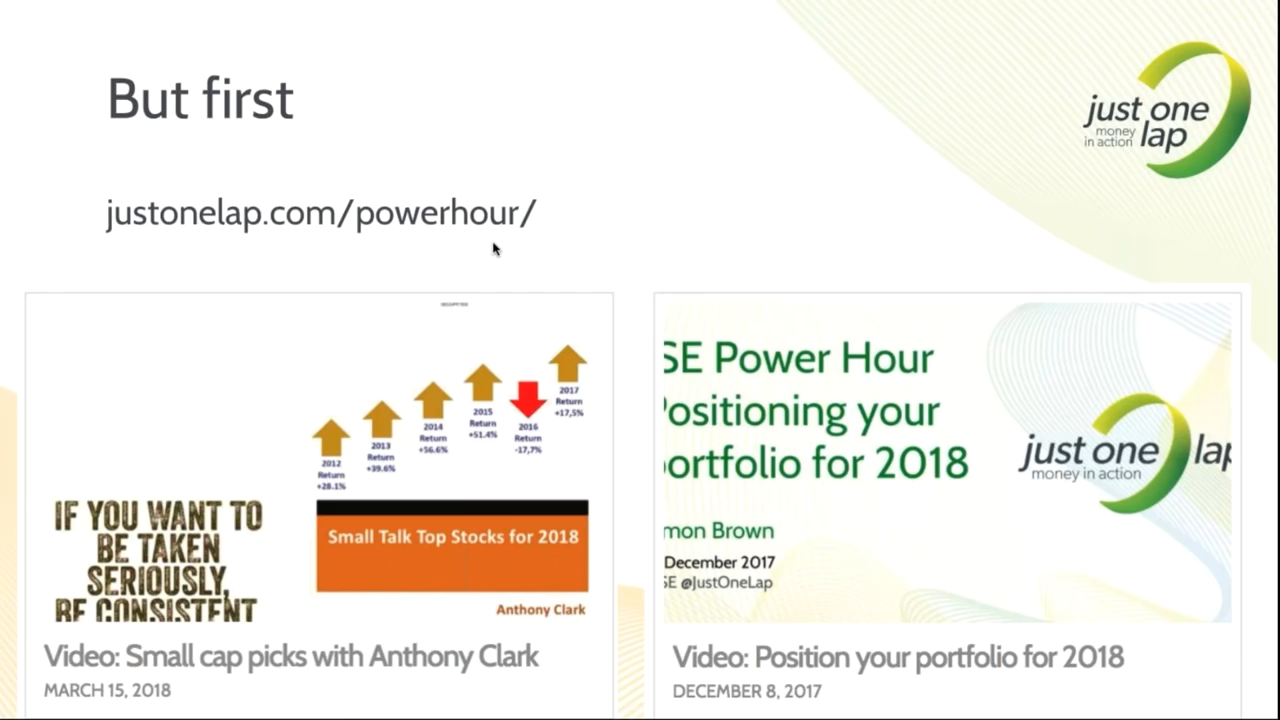 But first
just one
money
in action lap
justonelap.com/powerhour/
2012
Return
+28.1%
2013
Return
+39.6%
2014
Return
+56.6%
2015
Return
+51.4%
2016
Return
-17,7%
2017
Return
+17,5%
IF YOU WANT TO
BE TAKEN
SERIOUSLY,
BE CONSISTENT
Small Talk Top Stocks for 2018
Anthony Clark
Video: Small cap picks with Anthony Clark
MARCH 15, 2018
SE Power Hour
Positioning your
portfolio for 2018
just one lap
money in action
mon Brown
December 2017
SE @JustOneLap
Video: Position your portfolio for 2018
DECEMBER 8, 2017